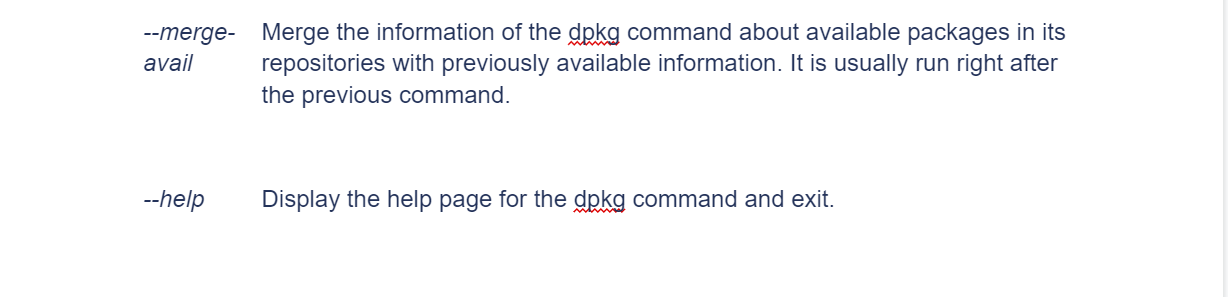 --merge- Merge the information of the dpkg command about available packages in its
avail repositories with previously available information. It is usually run right after
the previous command.
--help Display the help page for the dpkg command and exit.